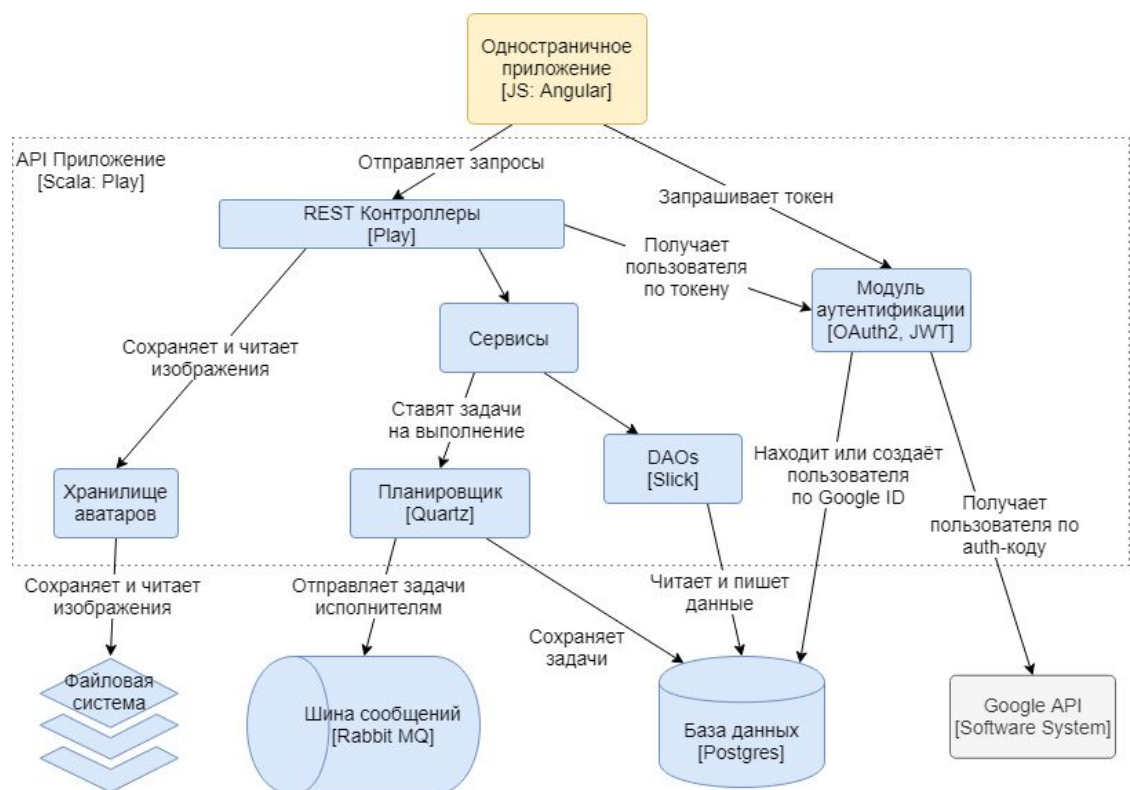 Одностраничное
приложение
[JS: Angular]
API Приложение
[Scala: Play]
Отправляет запросы
Запрашивает токен
REST Контроллеры
[Play]
Получает
пользователя
по токену
Модуль
аутентификации
[OAuth2, JWT]
Сервисы
Сохраняет и читает
изображения
Ставят задачи
на выполнение
DAOs
[Slick]
Находит или создаёт
пользователя
по Google ID
Хранилище
аватаров
Планировщик
[Quartz]
Получает
пользователя по
auth-коду
Сохраняет и читает
изображения
Отправляет задачи
исполнителям
Читает и пишет
данные
Сохраняет
задачи
Файловая
система
Шина сообщений
[Rabbit MQ]
База данных
[Postgres]
Google API
[Software System]